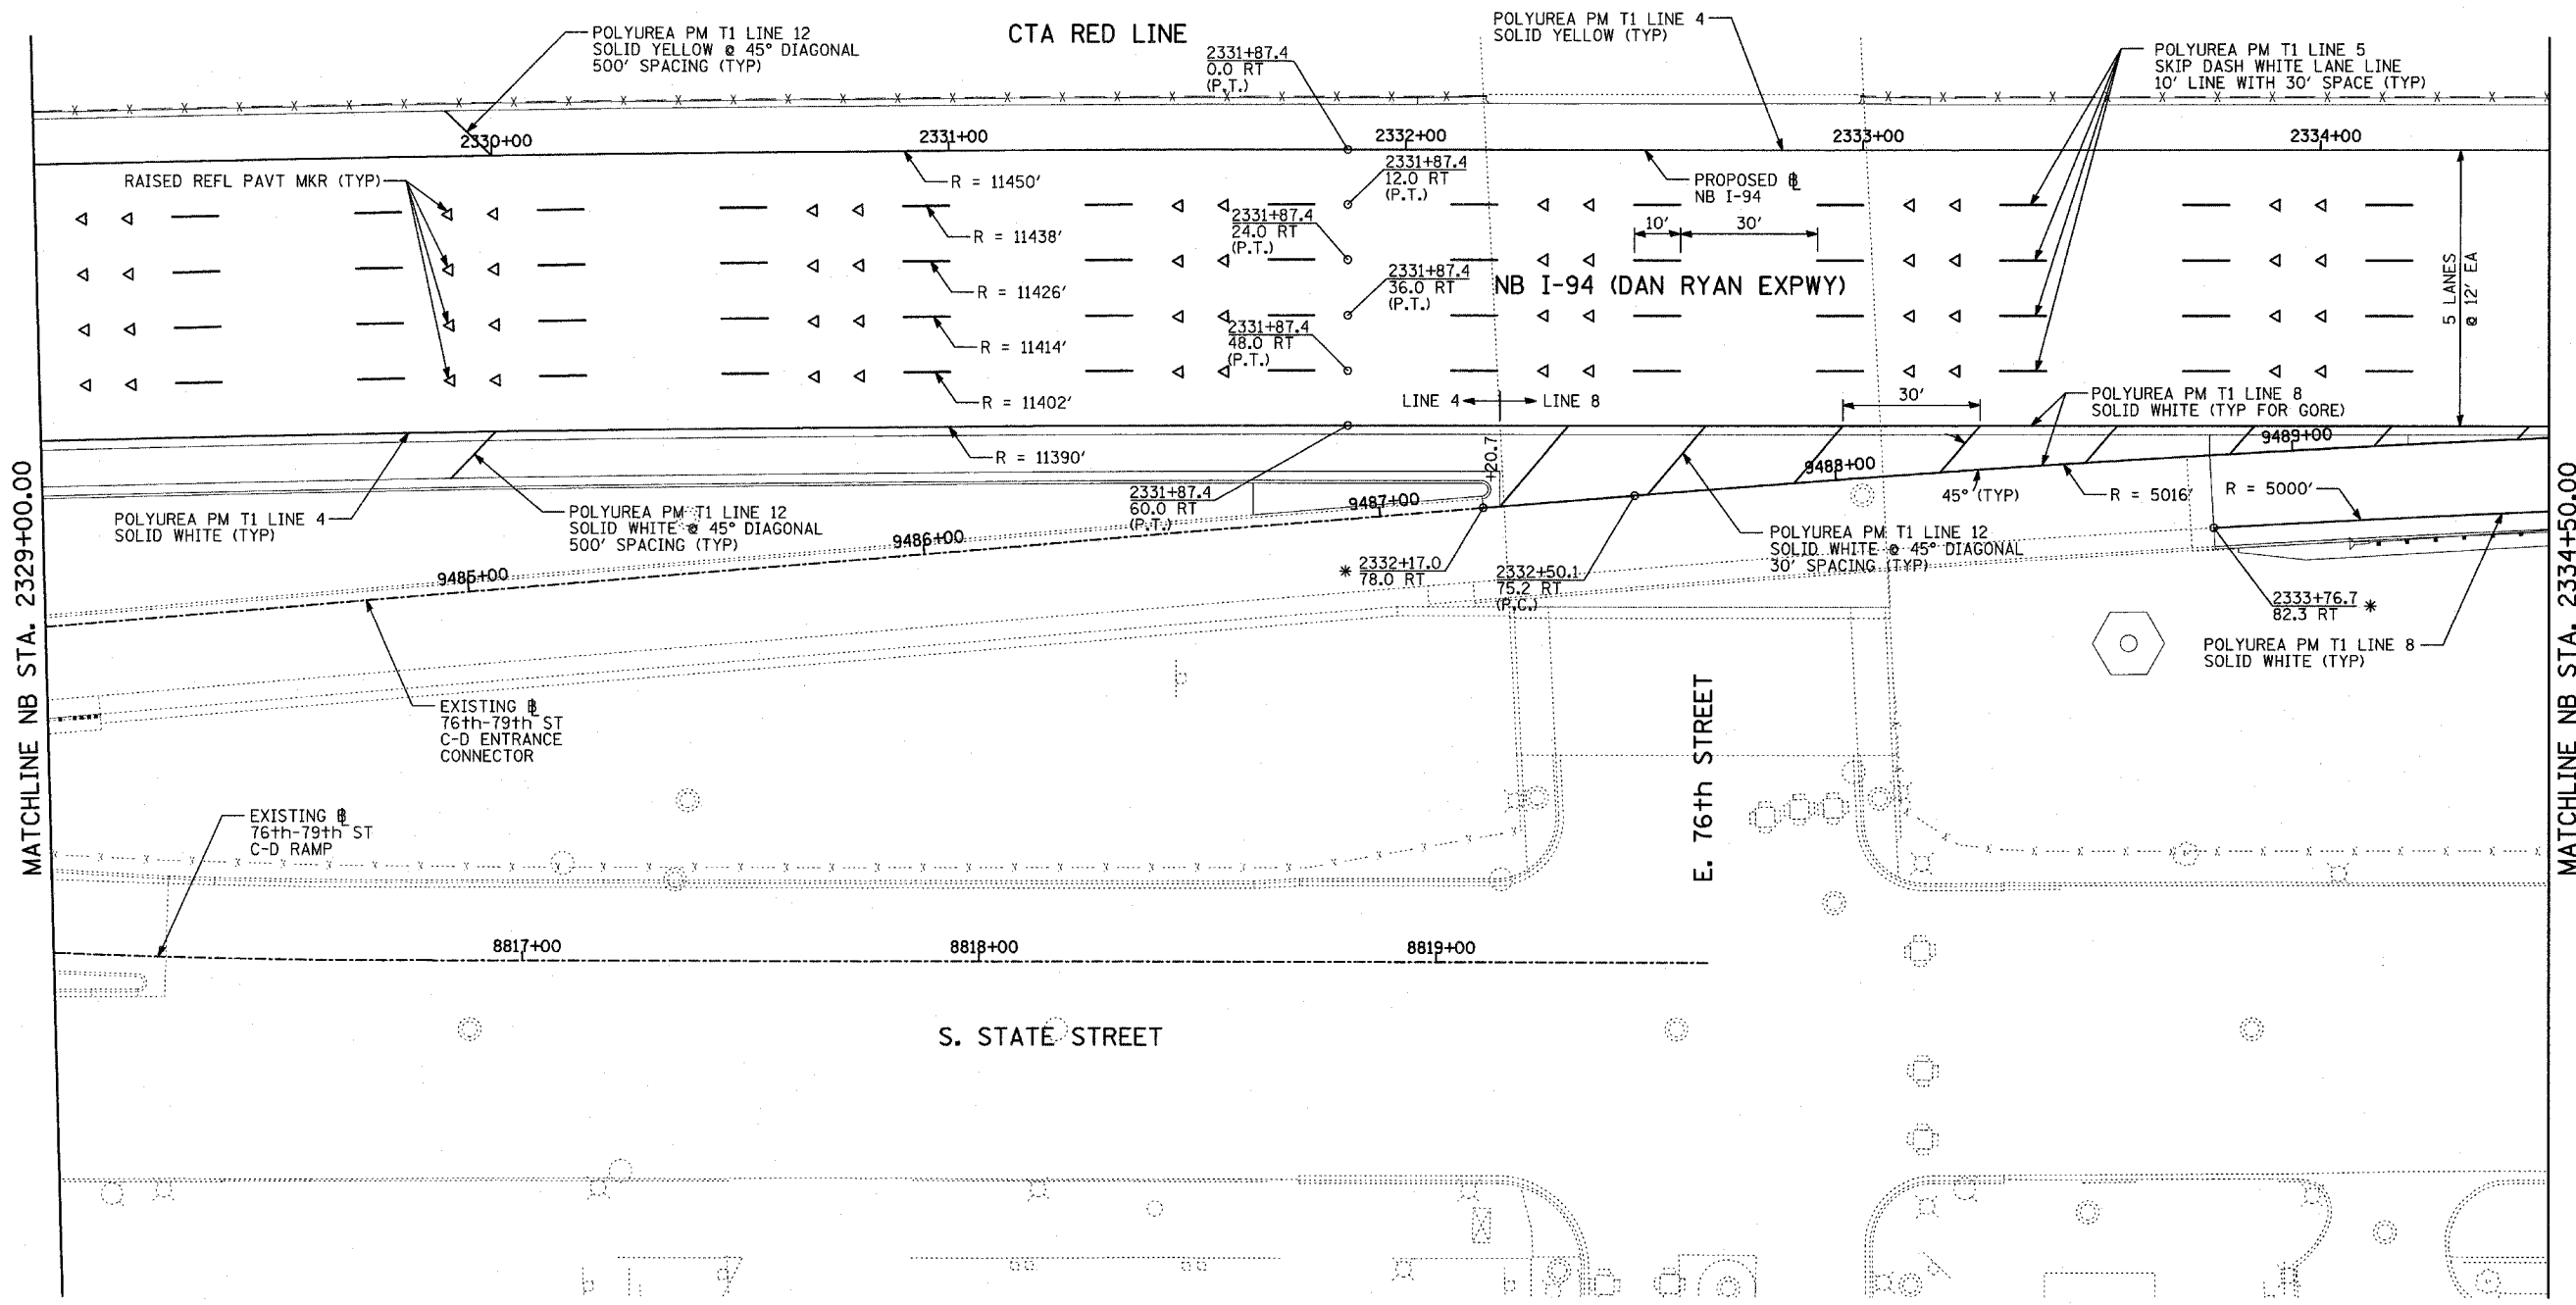 POLYUREA PM T1 LINE 12
SOLID YELLOW @ 45° DIAGONAL
500' SPACING (TYP)
CTA RED LINE
2331+87.4
0.0 RT
(P.T.)
POLYUREA PM T1 LINE 4
SOLID YELLOW (TYP)
POLYUREA PM T1 LINE 5
SKIP DASH WHITE LANE LINE
10' LINE WITH 30' SPACE (TYP)
2330+00
2331+00
2332+00
2333+00
2334+00
RAISED REFL PAVT MKR (TYP)
R = 11450'
2331+87.4
12.0 RT
(P.T.)
PROPOSED ℄
NB I-94
R = 11438'
2331+87.4
24.0 RT
(P.T.)
10'
30'
R = 11426'
2331+87.4
36.0 RT
(P.T.)
NB I-94 (DAN RYAN EXPWY)
5 LANES
@ 12' EA
R = 11414'
2331+87.4
48.0 RT
(P.T.)
R = 11402'
LINE 4
LINE 8
30'
POLYUREA PM T1 LINE 8
SOLID WHITE (TYP FOR GORE)
R = 11390'
+20.7
9489+00
9488+00
2331+87.4
60.0 RT
(P.T.)
9487+00
45° (TYP)
R = 5016'
R = 5000'
POLYUREA PM T1 LINE 4
SOLID WHITE (TYP)
POLYUREA PM T1 LINE 12
SOLID WHITE @ 45° DIAGONAL
500' SPACING (TYP)
9486+00
POLYUREA PM T1 LINE 12
SOLID WHITE @ 45° DIAGONAL
30' SPACING (TYP)
9485+00
* 2332+17.0
78.0 RT
2332+50.1
75.2 RT
(P.C.)
2333+76.7 *
82.3 RT
POLYUREA PM T1 LINE 8
SOLID WHITE (TYP)
MATCHLINE NB STA. 2329+00.00
MATCHLINE NB STA. 2334+50.00
EXISTING ℄
76th-79th ST
C-D ENTRANCE
CONNECTOR
E. 76th STREET
EXISTING ℄
76th-79th ST
C-D RAMP
8817+00
8818+00
8819+00
S. STATE STREET